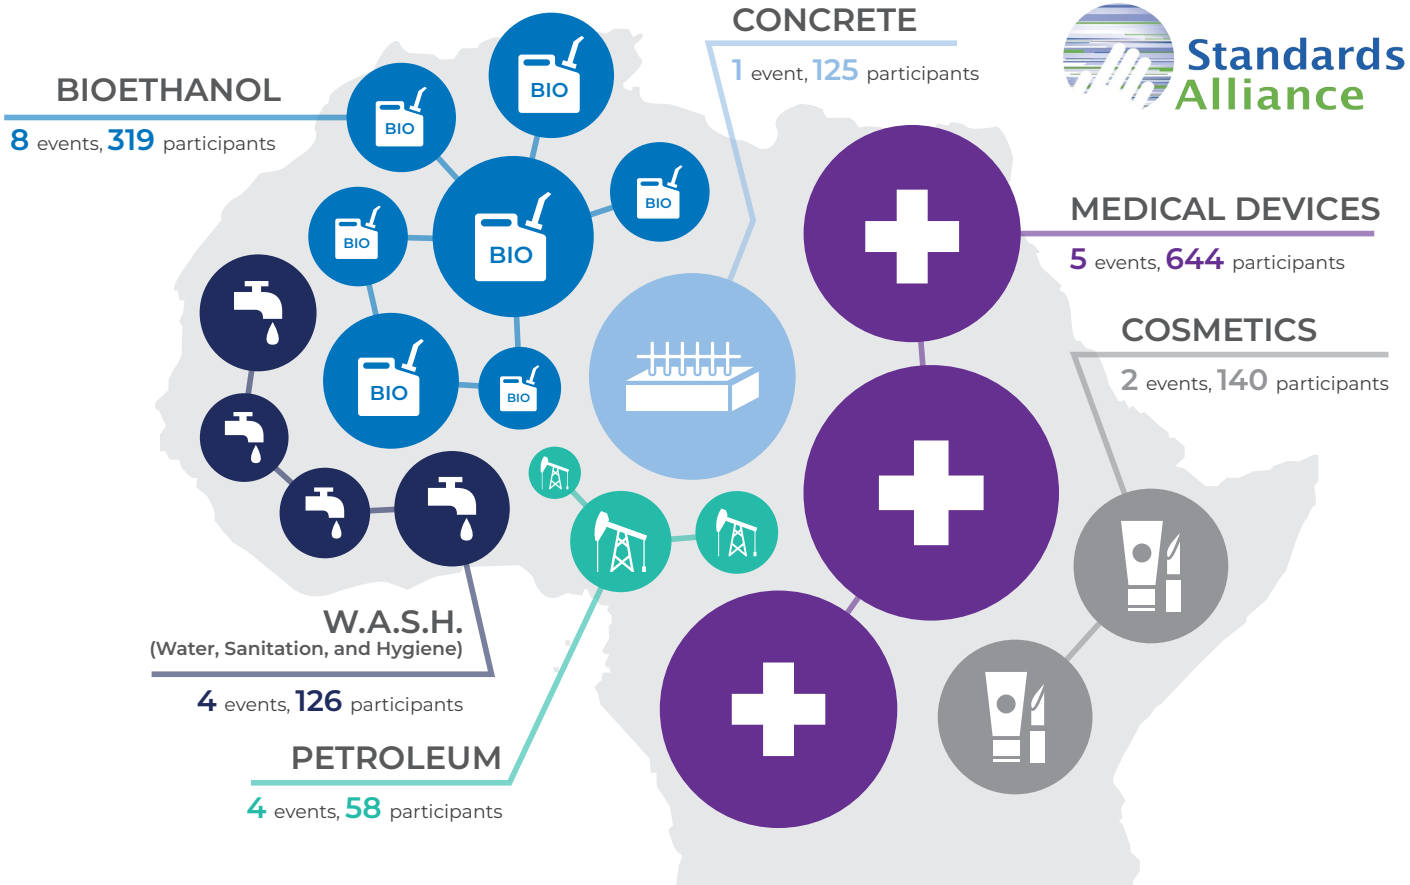 CONCRETE
1 event, 125 participants
Standards
Alliance
BIOETHANOL
8 events, 319 participants
BIO
BIO
BIO
BIO
BIO
BIO
BIO
MEDICAL DEVICES
5 events, 644 participants
COSMETICS
2 events, 140 participants
W.A.S.H.
(Water, Sanitation, and Hygiene)
4 events, 126 participants
PETROLEUM
4 events, 58 participants